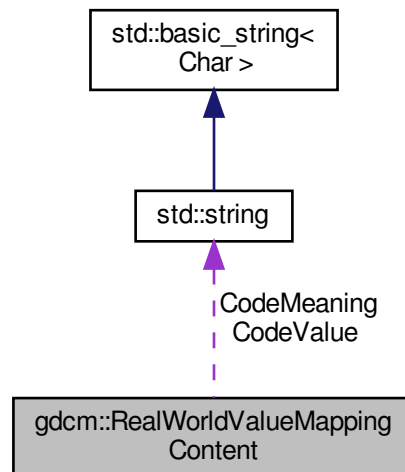 std::basic_string<
Char >
std::string
CodeMeaning
CodeValue
gdcm::RealWorldValueMapping
Content